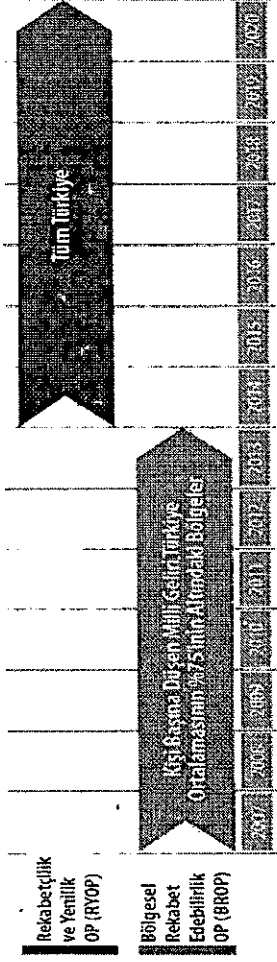 Rekabetçilik
ve Yenilik
OP (RYOP)
Tüm Türkiye
Bölgesel
Rekabet
Edebilirlik
OP (BROP)
Kişi Başına Düşen Milli Geliri Türkiye
Ortalamasının %75'inin Altındaki Bölgeler
2007 2008 2009 2010 2011 2012 2013 2014 2015 2016 2017 2018 2019 2020